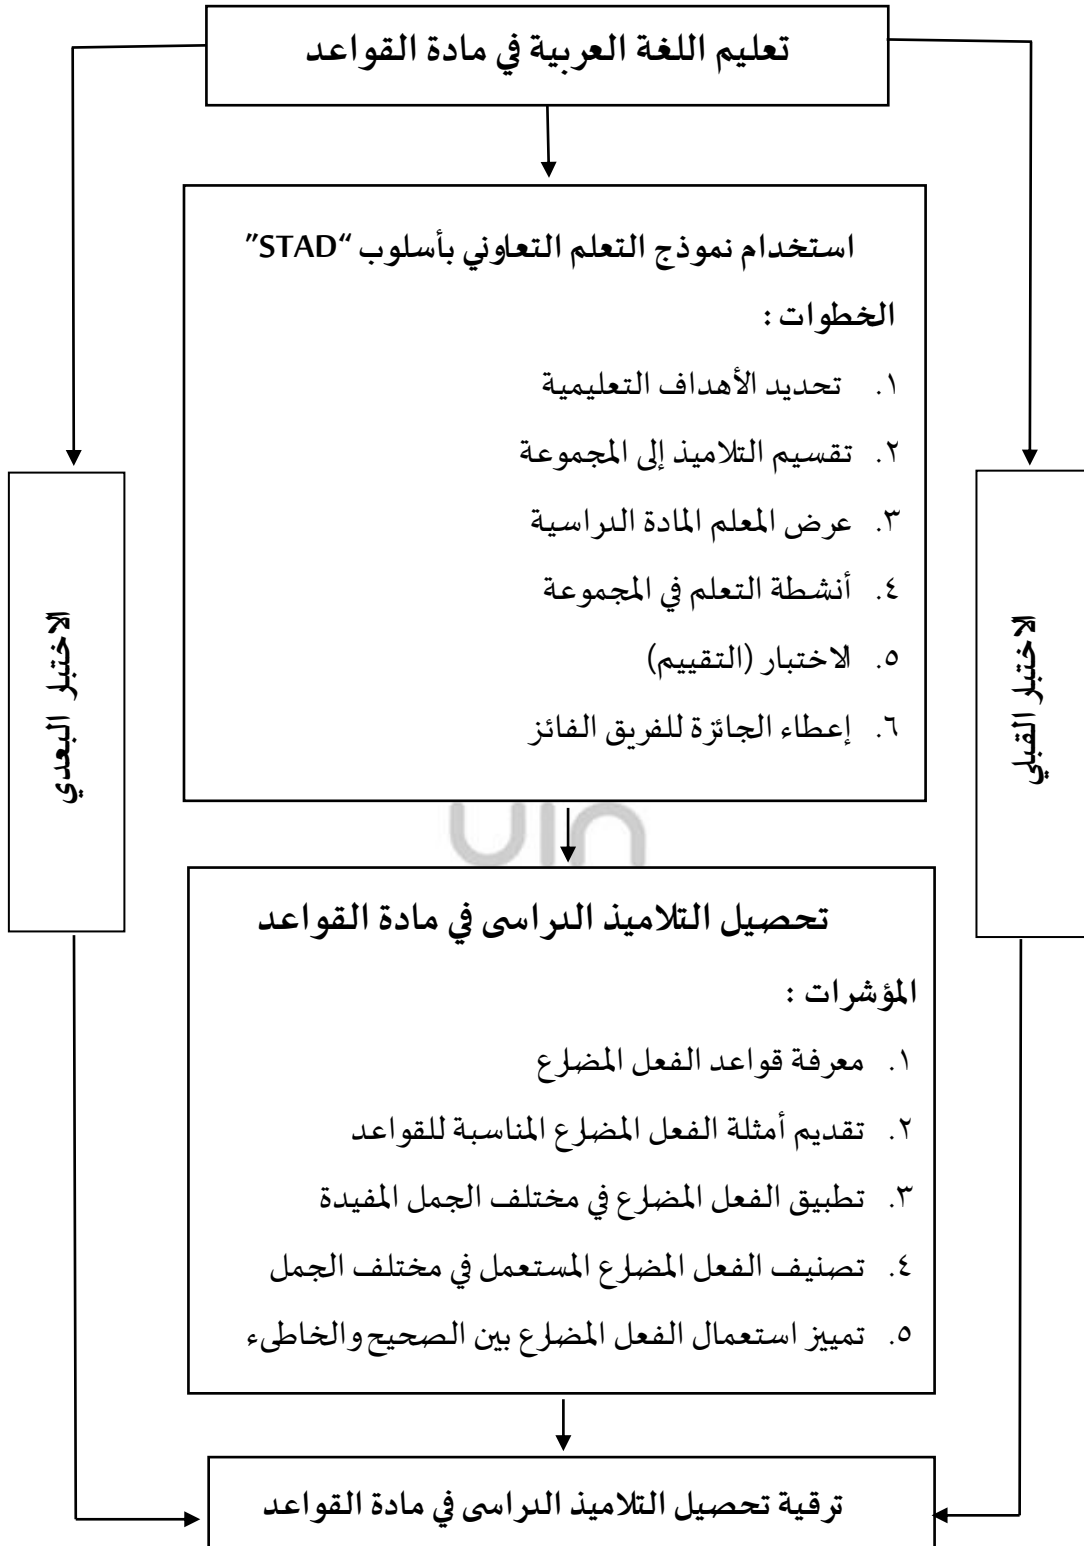 تعليم اللغة العربية في مادة القواعد
استخدام نموذج التعلم التعاوني بأسلوب “STAD”
الخطوات :
١. تحديد الأهداف التعليمية
٢. تقسيم التلاميذ إلى المجموعة
٣. عرض المعلم المادة الدراسية
٤. أنشطة التعلم في المجموعة
٥. الاختبار (التقييم)
٦. إعطاء الجائزة للفريق الفائز
الاختبار القبلي
الاختبار البعدي
uin
تحصيل التلاميذ الدراسى في مادة القواعد
المؤشرات :
١. معرفة قواعد الفعل المضارع
٢. تقديم أمثلة الفعل المضارع المناسبة للقواعد
٣. تطبيق الفعل المضارع في مختلف الجمل المفيدة
٤. تصنيف الفعل المضارع المستعمل في مختلف الجمل
٥. تمييز استعمال الفعل المضارع بين الصحيح والخاطىء
ترقية تحصيل التلاميذ الدراسى في مادة القواعد